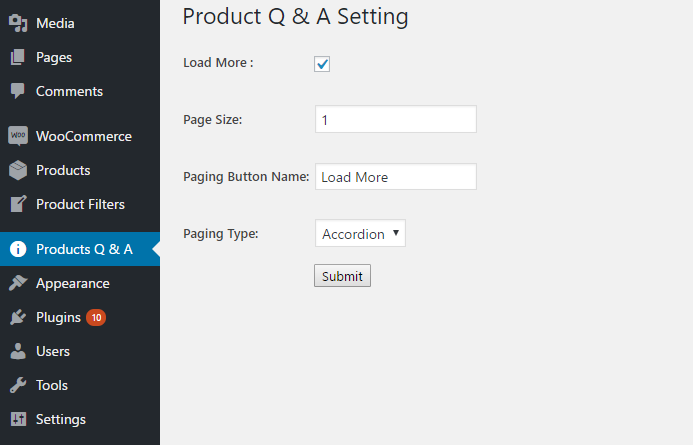 Media
Pages
Comments
Woo WooCommerce
Products
Product Filters
Products Q & A
Appearance
Plugins 10
Users
Tools
Settings
Product Q & A Setting
Load More :
Page Size: 1
Paging Button Name: Load More
Paging Type: Accordion
Submit